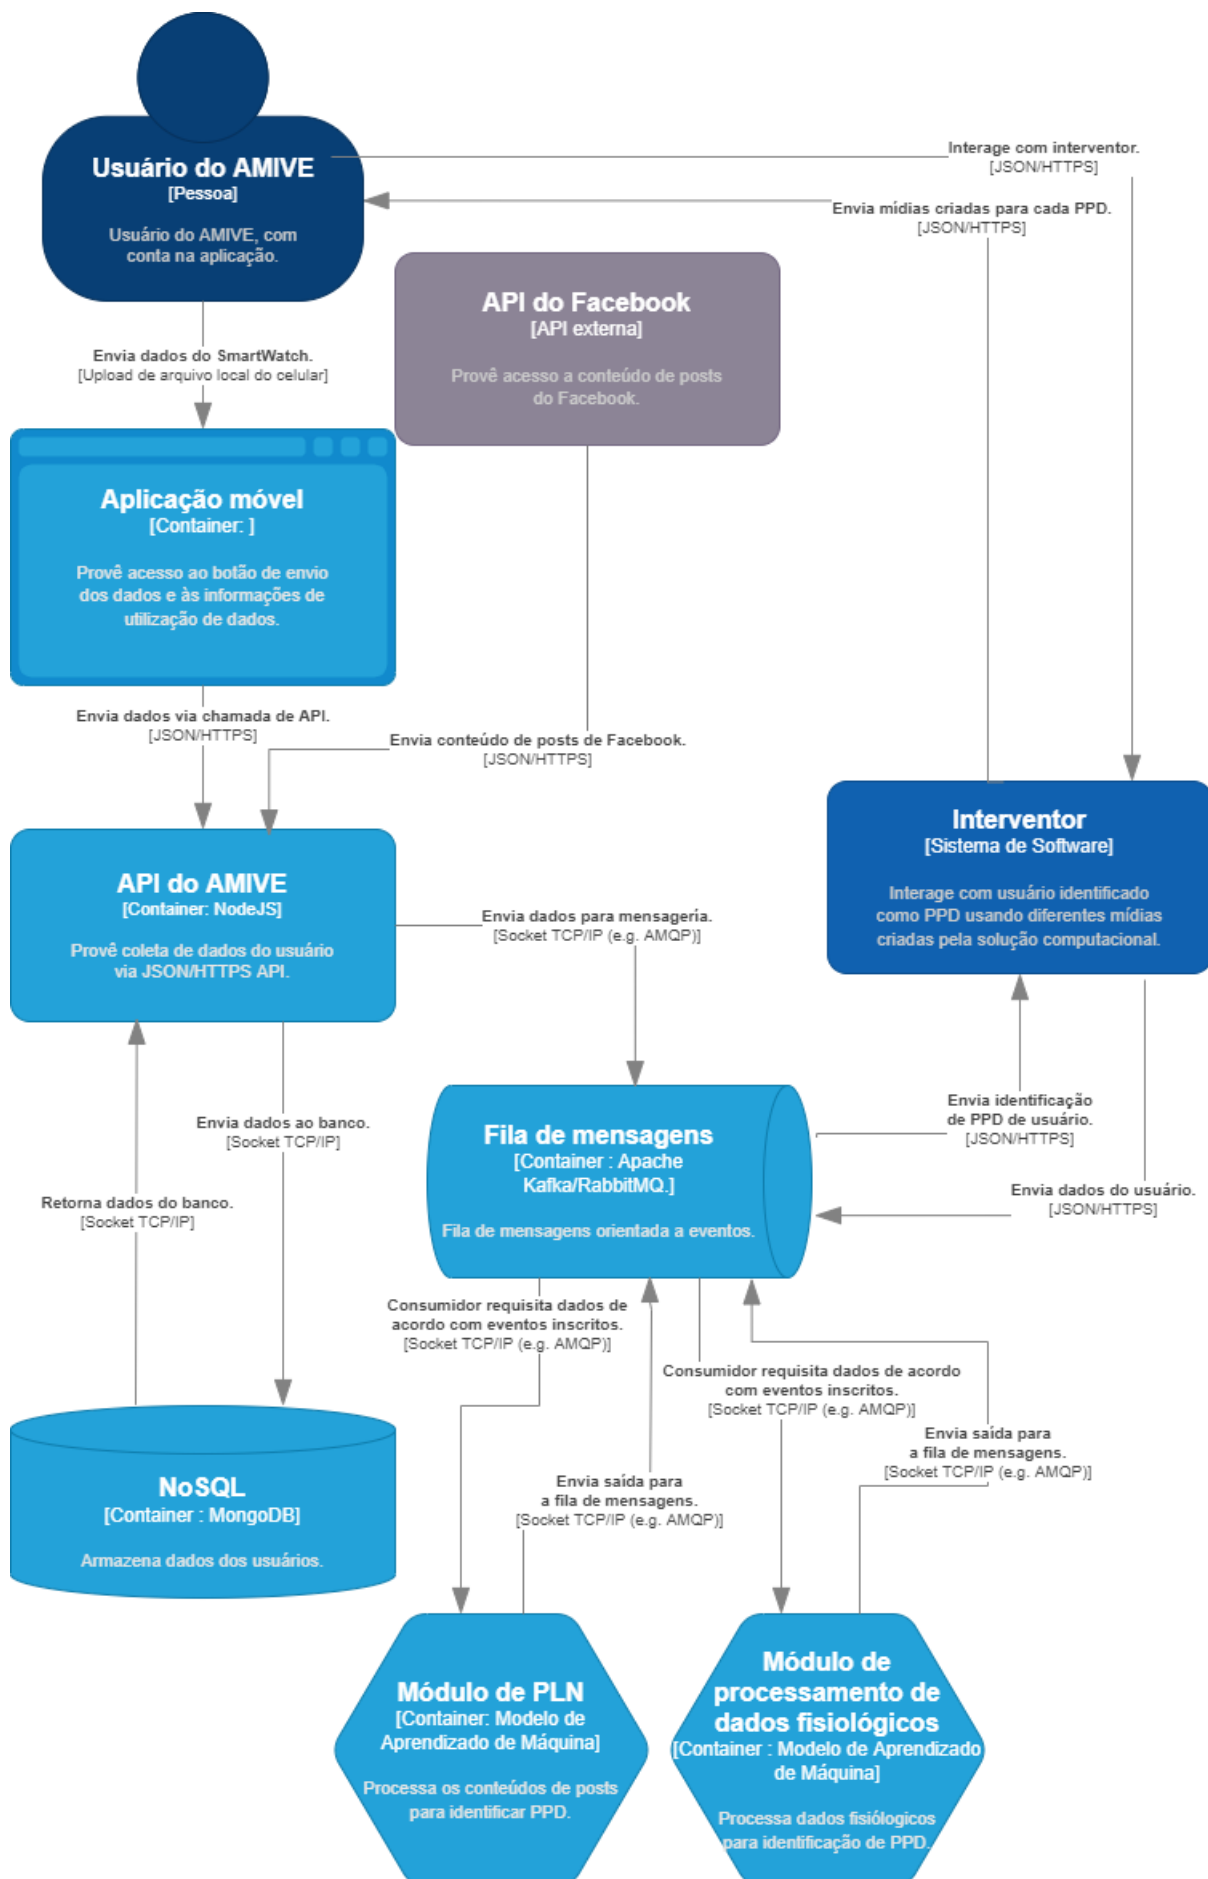 Usuário do AMIVE
[Pessoa]
Usuário do AMIVE, com
conta na aplicação.
Interage com interventor.
[JSON/HTTPS]
Envia mídias criadas para cada PPD.
[JSON/HTTPS]
API do Facebook
[API externa]
Provê acesso a conteúdo de posts
do Facebook.
Envia dados do SmartWatch.
[Upload de arquivo local do celular]
Aplicação móvel
[Container: ]
Provê acesso ao botão de envio
dos dados e às informações de
utilização de dados.
Envia dados via chamada de API.
[JSON/HTTPS]
Envia conteúdo de posts de Facebook.
[JSON/HTTPS]
Interventor
[Sistema de Software]
Interage com usuário identificado
como PPD usando diferentes mídias
criadas pela solução computacional.
API do AMIVE
[Container: NodeJS]
Provê coleta de dados do usuário
via JSON/HTTPS API.
Envia dados para mensageria.
[Socket TCP/IP (e.g. AMQP)]
Envia dados ao banco.
[Socket TCP/IP]
Retorna dados do banco.
[Socket TCP/IP]
Fila de mensagens
[Container : Apache
Kafka/RabbitMQ.]
Fila de mensagens orientada a eventos.
Envia identificação
de PPD de usuário.
[JSON/HTTPS]
Envia dados do usuário.
[JSON/HTTPS]
Consumidor requisita dados de
acordo com eventos inscritos.
[Socket TCP/IP (e.g. AMQP)]
Consumidor requisita dados de acordo
com eventos inscritos.
[Socket TCP/IP (e.g. AMQP)]
Envia saída para
a fila de mensagens.
[Socket TCP/IP (e.g. AMQP)]
Envia saída para
a fila de mensagens.
[Socket TCP/IP (e.g. AMQP)]
NoSQL
[Container : MongoDB]
Armazena dados dos usuários.
Módulo de PLN
[Container: Modelo de
Aprendizado de Máquina]
Processa os conteúdos de posts
para identificar PPD.
Módulo de
processamento de
dados fisiológicos
[Container : Modelo de Aprendizado
de Máquina]
Processa dados fisiólogicos
para identificação de PPD.